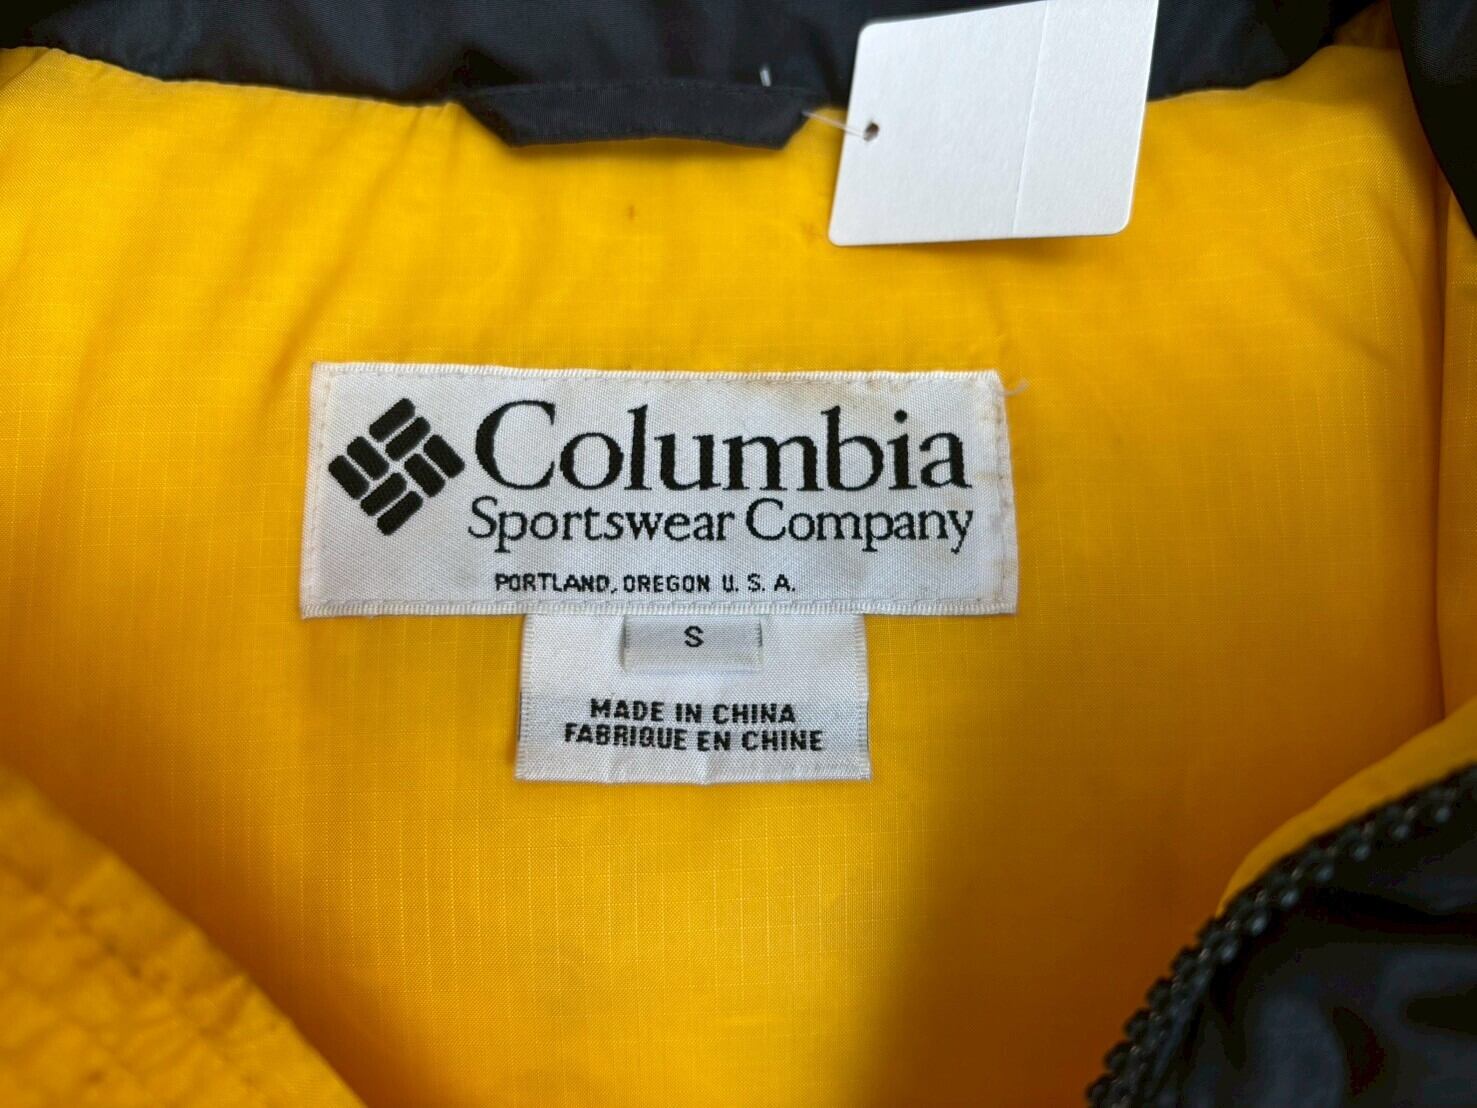 Columbia
Sportswear Company
PORTLAND, OREGON U. S. A.
S
MADE IN CHINA
FABRIQUE EN CHINE